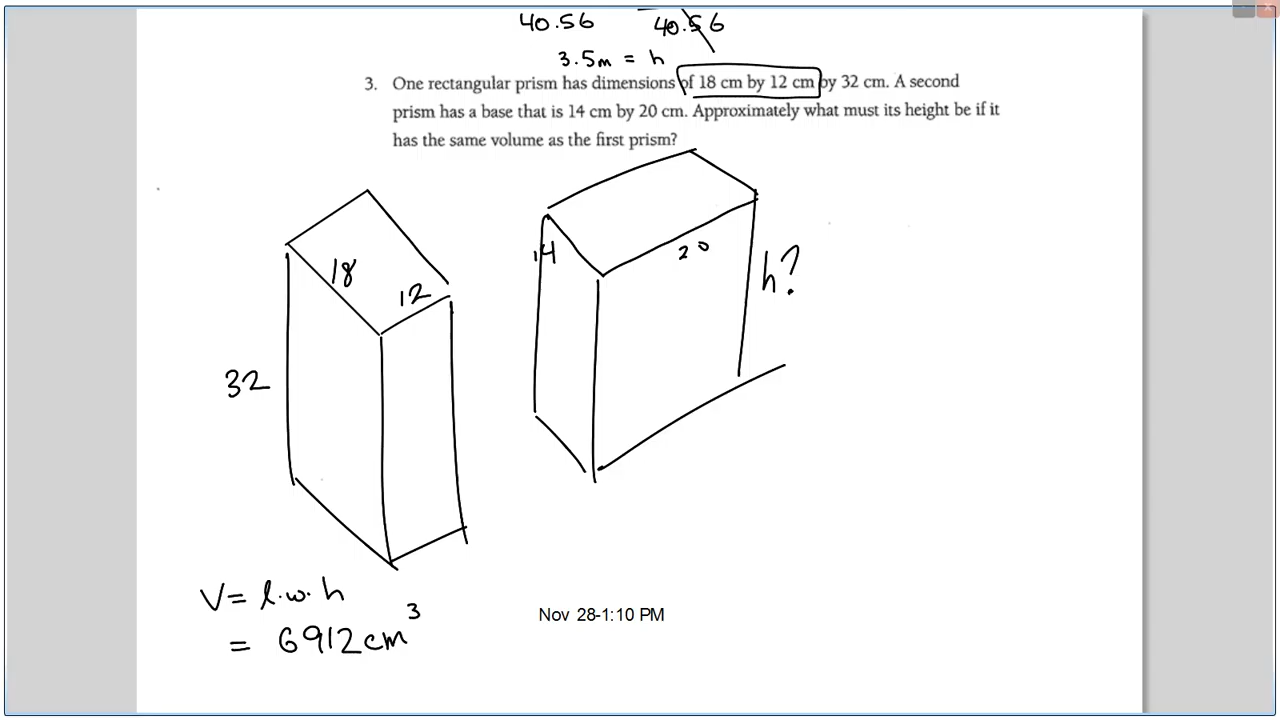 40.56 40.56
3.5m = h
3. One rectangular prism has dimensions of 18 cm by 12 cm by 32 cm. A second
prism has a base that is 14 cm by 20 cm. Approximately what must its height be if it
has the same volume as the first prism?
14 20
h?
18
12
32
V = l.w.h
= 6912cm³
Nov 28-1:10 PM